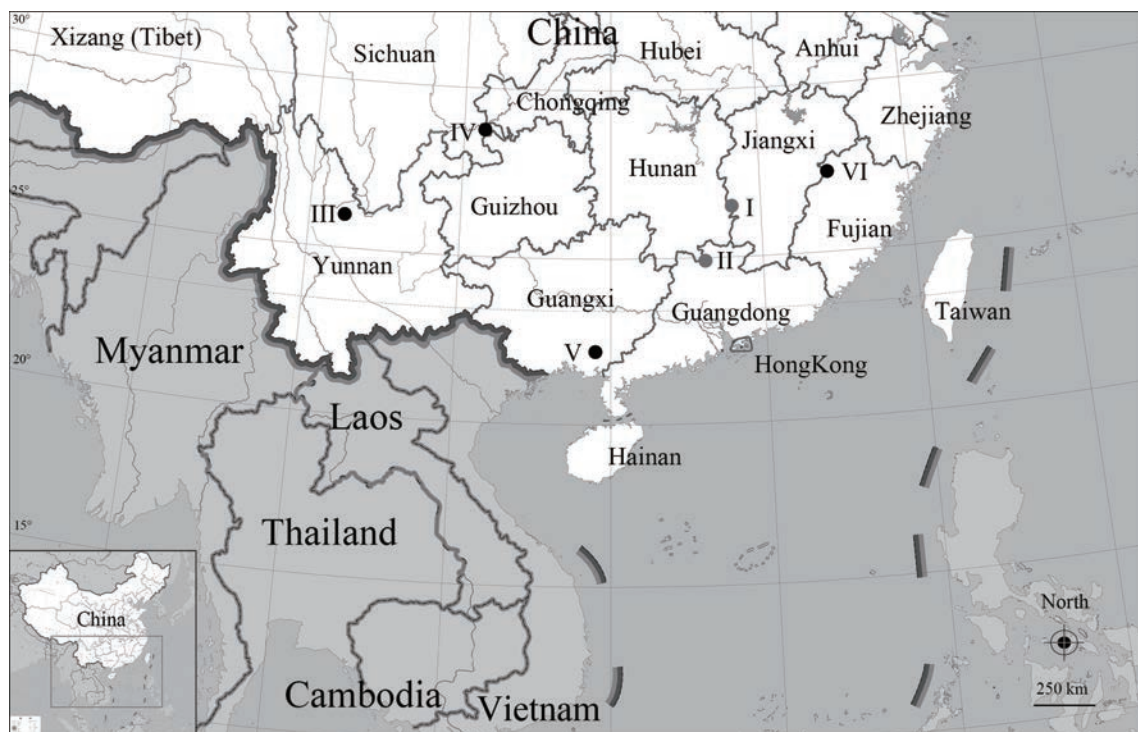 30°
Xizang (Tibet)
Sichuan
China
Hubei
Anhui
Chongqing
Zhejiang
IV
Jiangxi
Hunan
VI
25°
III
Guizhou
I
Fujian
II
Yunnan
Guangxi
Guangdong
Taiwan
Myanmar
V
20°
HongKong
Laos
Hainan
15°
Thailand
China
North
Cambodia
Vietnam
250 km